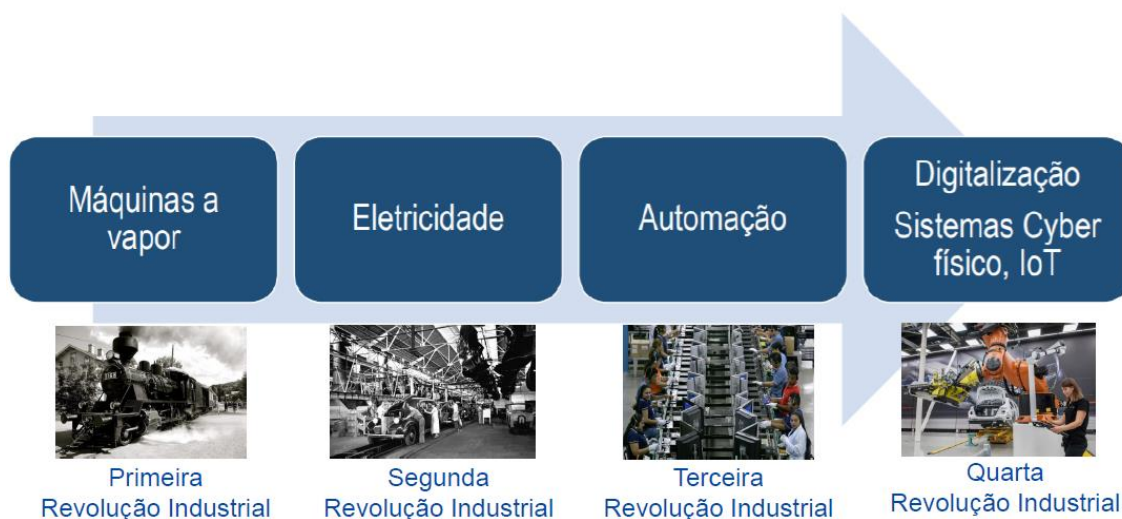 Máquinas a
vapor
Eletricidade
Automação
Digitalização
Sistemas Cyber
físico, IoT
Primeira
Revolução Industrial
Segunda
Revolução Industrial
Terceira
Revolução Industrial
Quarta
Revolução Industrial